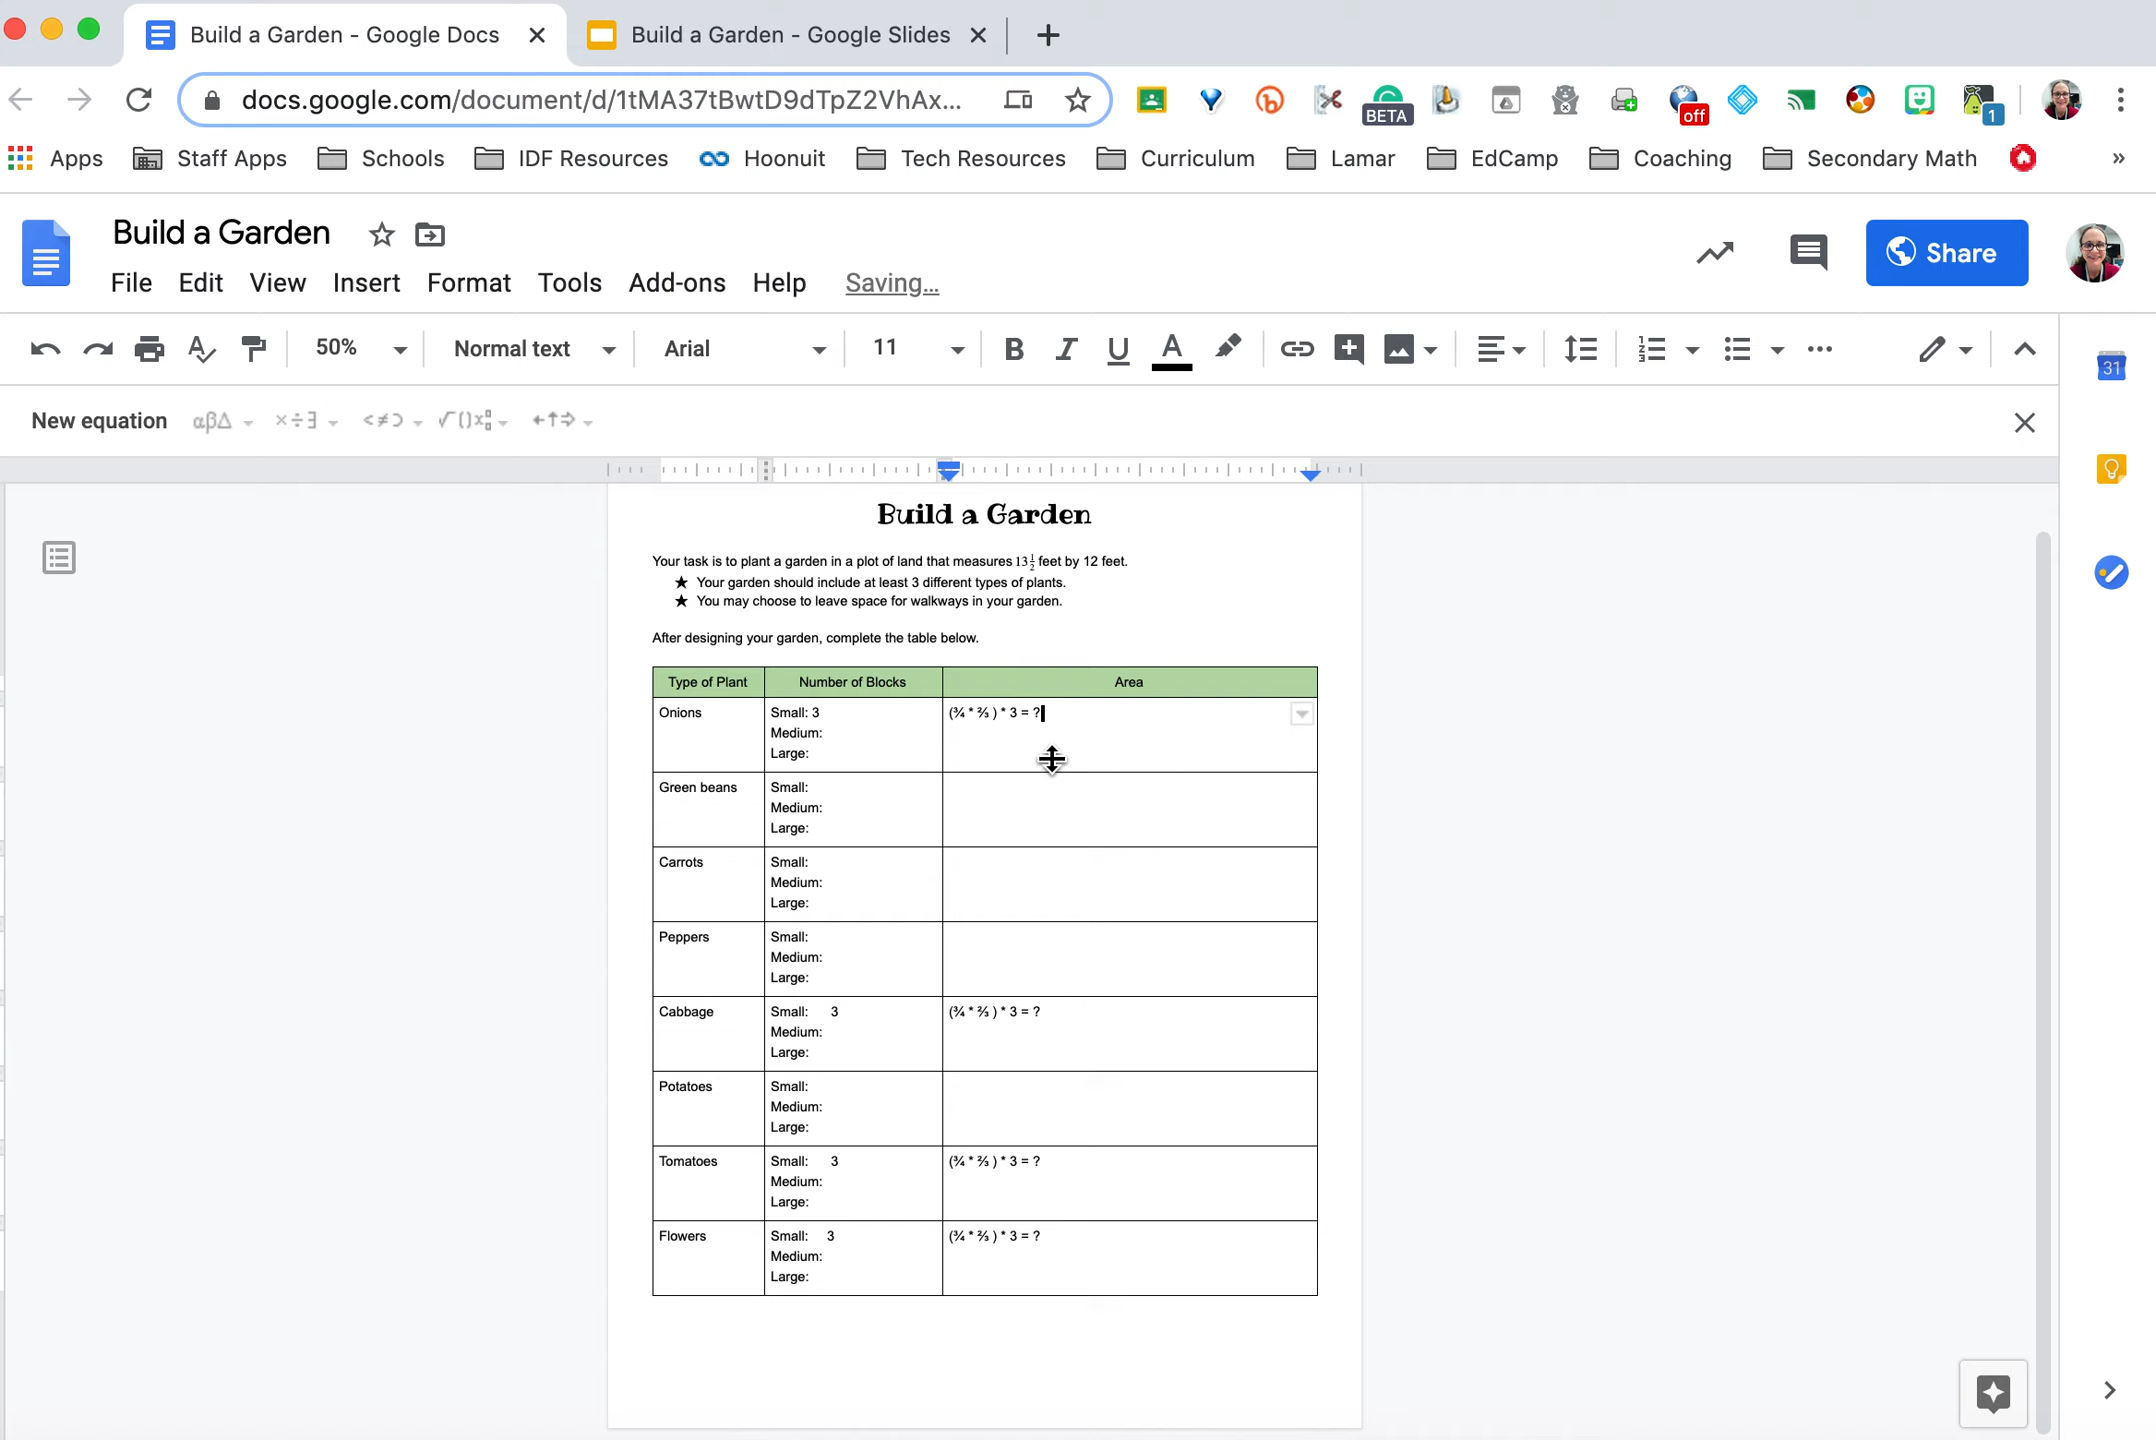 Build a Garden - Google Docs
Build a Garden - Google Slides
docs.google.com/document/d/1tMA37tBwtD9dTpZ2VhAx...
BETA
off
1
Apps
Staff Apps
Schools
IDF Resources
Hoonuit
Tech Resources
Curriculum
Lamar
EdCamp
Coaching
Secondary Math
»
Build a Garden
File Edit View Insert Format Tools Add-ons Help Saving...
Share
50% Normal text Arial 11 B I U A
31
New equation αβΔ ×÷∃ <≠⊃ √()x ←↑⇒
Build a Garden
Your task is to plant a garden in a plot of land that measures 13 1/2 feet by 12 feet.
★ Your garden should include at least 3 different types of plants.
★ You may choose to leave space for walkways in your garden.
After designing your garden, complete the table below.
Type of Plant Number of Blocks Area
Onions Small: 3 (¾ * ⅔ ) * 3 = ?
Medium:
Large:
Green beans Small:
Medium:
Large:
Carrots Small:
Medium:
Large:
Peppers Small:
Medium:
Large:
Cabbage Small: 3 (¾ * ⅔ ) * 3 = ?
Medium:
Large:
Potatoes Small:
Medium:
Large:
Tomatoes Small: 3 (¾ * ⅔ ) * 3 = ?
Medium:
Large:
Flowers Small: 3 (¾ * ⅔ ) * 3 = ?
Medium:
Large: